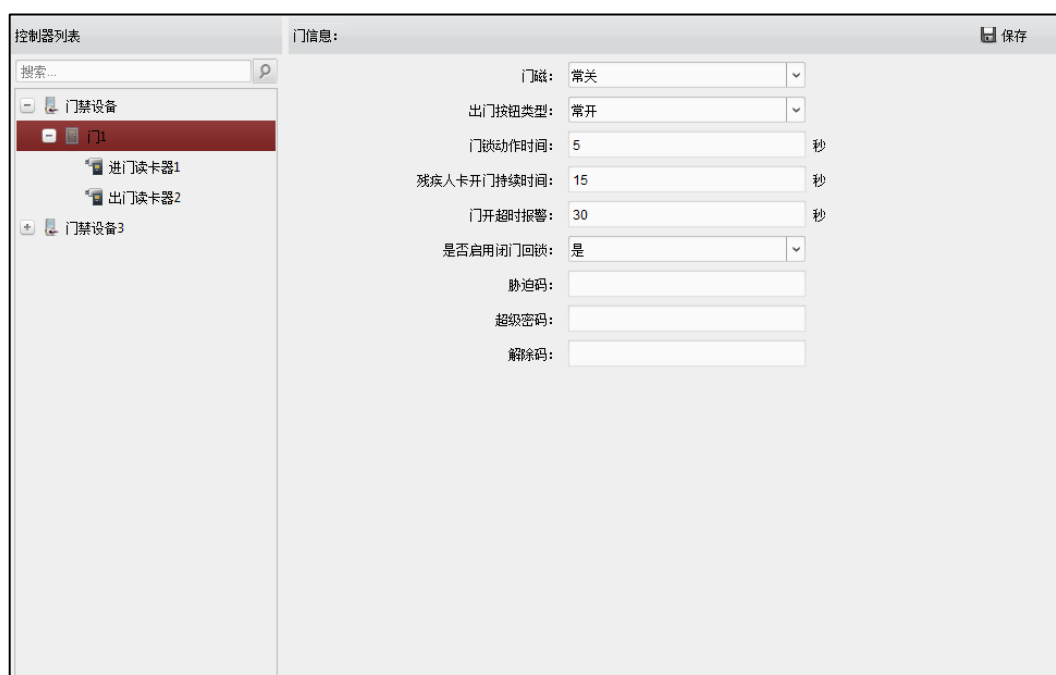 控制器列表
搜索...
门禁设备
门1
进门读卡器1
出门读卡器2
门禁设备3
门信息：
保存
门磁： 常关
出门按钮类型： 常开
门锁动作时间： 5 秒
残疾人卡开门持续时间： 15 秒
门开超时报警： 30 秒
是否启用闭门回锁： 是
胁迫码：
超级密码：
解除码：